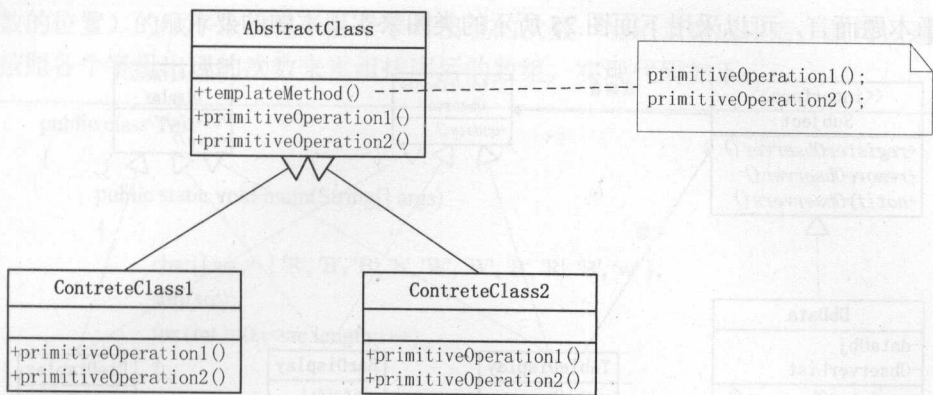 AbstractClass
+templateMethod()
+primitiveOperation1()
+primitiveOperation2()
primitiveOperation1();
primitiveOperation2();
ContreteClass1
+primitiveOperation1()
+primitiveOperation2()
ContreteClass2
+primitiveOperation1()
+primitiveOperation2()